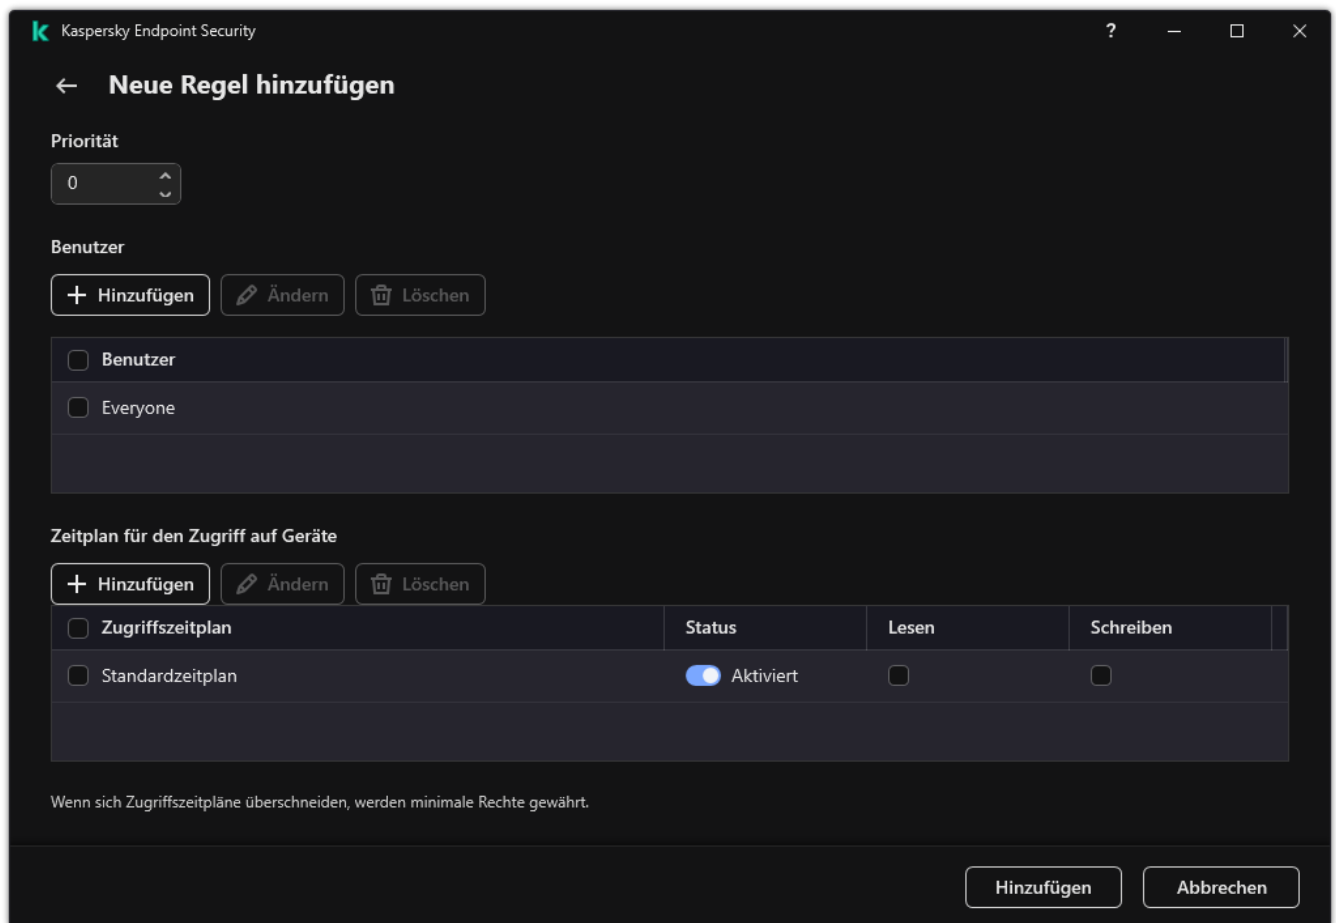 Kaspersky Endpoint Security ?
Neue Regel hinzufügen
Priorität
0
Benutzer
Hinzufügen Ändern Löschen
Benutzer
Everyone
Zeitplan für den Zugriff auf Geräte
Hinzufügen Ändern Löschen
Zugriffszeitplan Status Lesen Schreiben
Standardzeitplan Aktiviert
Wenn sich Zugriffszeitpläne überschneiden, werden minimale Rechte gewährt.
Hinzufügen Abbrechen